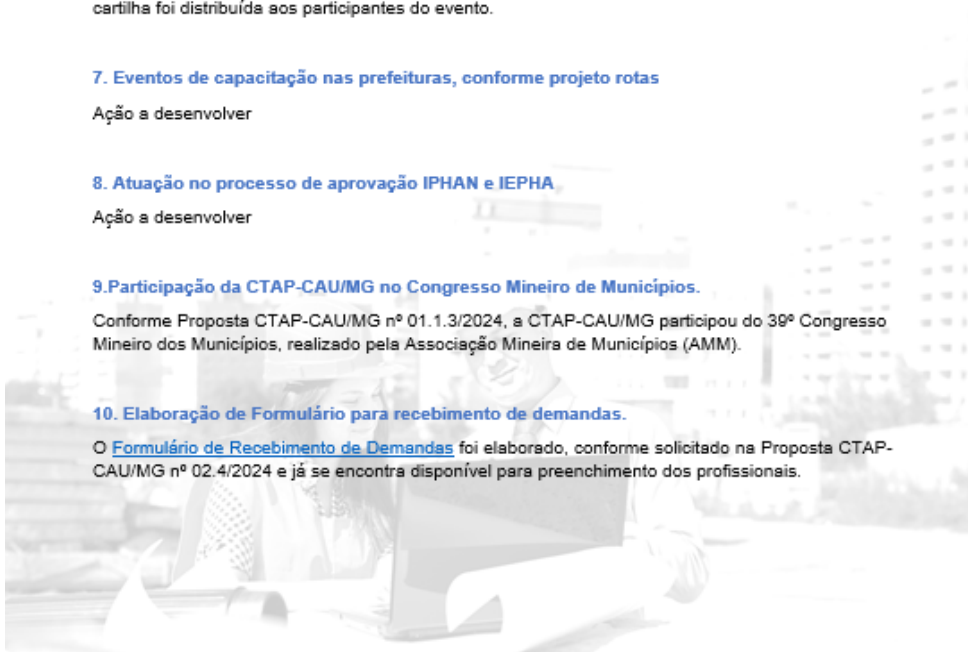 cartilha foi distribuída aos participantes do evento.
7. Eventos de capacitação nas prefeituras, conforme projeto rotas
Ação a desenvolver
8. Atuação no processo de aprovação IPHAN e IEPHA
Ação a desenvolver
9.Participação da CTAP-CAU/MG no Congresso Mineiro de Municípios.
Conforme Proposta CTAP-CAU/MG nº 01.1.3/2024, a CTAP-CAU/MG participou do 39º Congresso
Mineiro dos Municípios, realizado pela Associação Mineira de Municípios (AMM).
10. Elaboração de Formulário para recebimento de demandas.
O Formulário de Recebimento de Demandas foi elaborado, conforme solicitado na Proposta CTAP-
CAU/MG nº 02.4/2024 e já se encontra disponível para preenchimento dos profissionais.